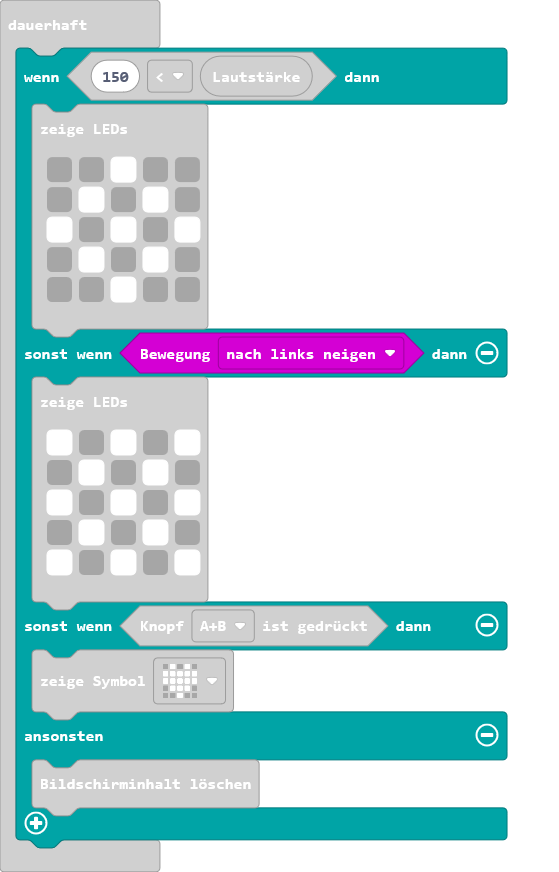 dauerhaft
wenn 150 < Lautstärke dann
zeige LEDs
sonst wenn Bewegung nach links neigen dann
zeige LEDs
sonst wenn Knopf A+B ist gedrückt dann
zeige Symbol
ansonsten
Bildschirminhalt löschen